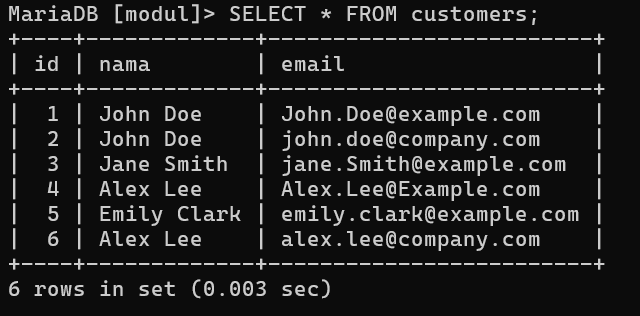 MariaDB [modul]> SELECT * FROM customers;
+----+-------------+-------------------------+
| id | nama        | email                   |
+----+-------------+-------------------------+
|  1 | John Doe    | John.Doe@example.com    |
|  2 | John Doe    | john.doe@company.com    |
|  3 | Jane Smith  | jane.Smith@example.com  |
|  4 | Alex Lee    | Alex.Lee@Example.com    |
|  5 | Emily Clark | emily.clark@example.com |
|  6 | Alex Lee    | alex.lee@company.com    |
+----+-------------+-------------------------+
6 rows in set (0.003 sec)